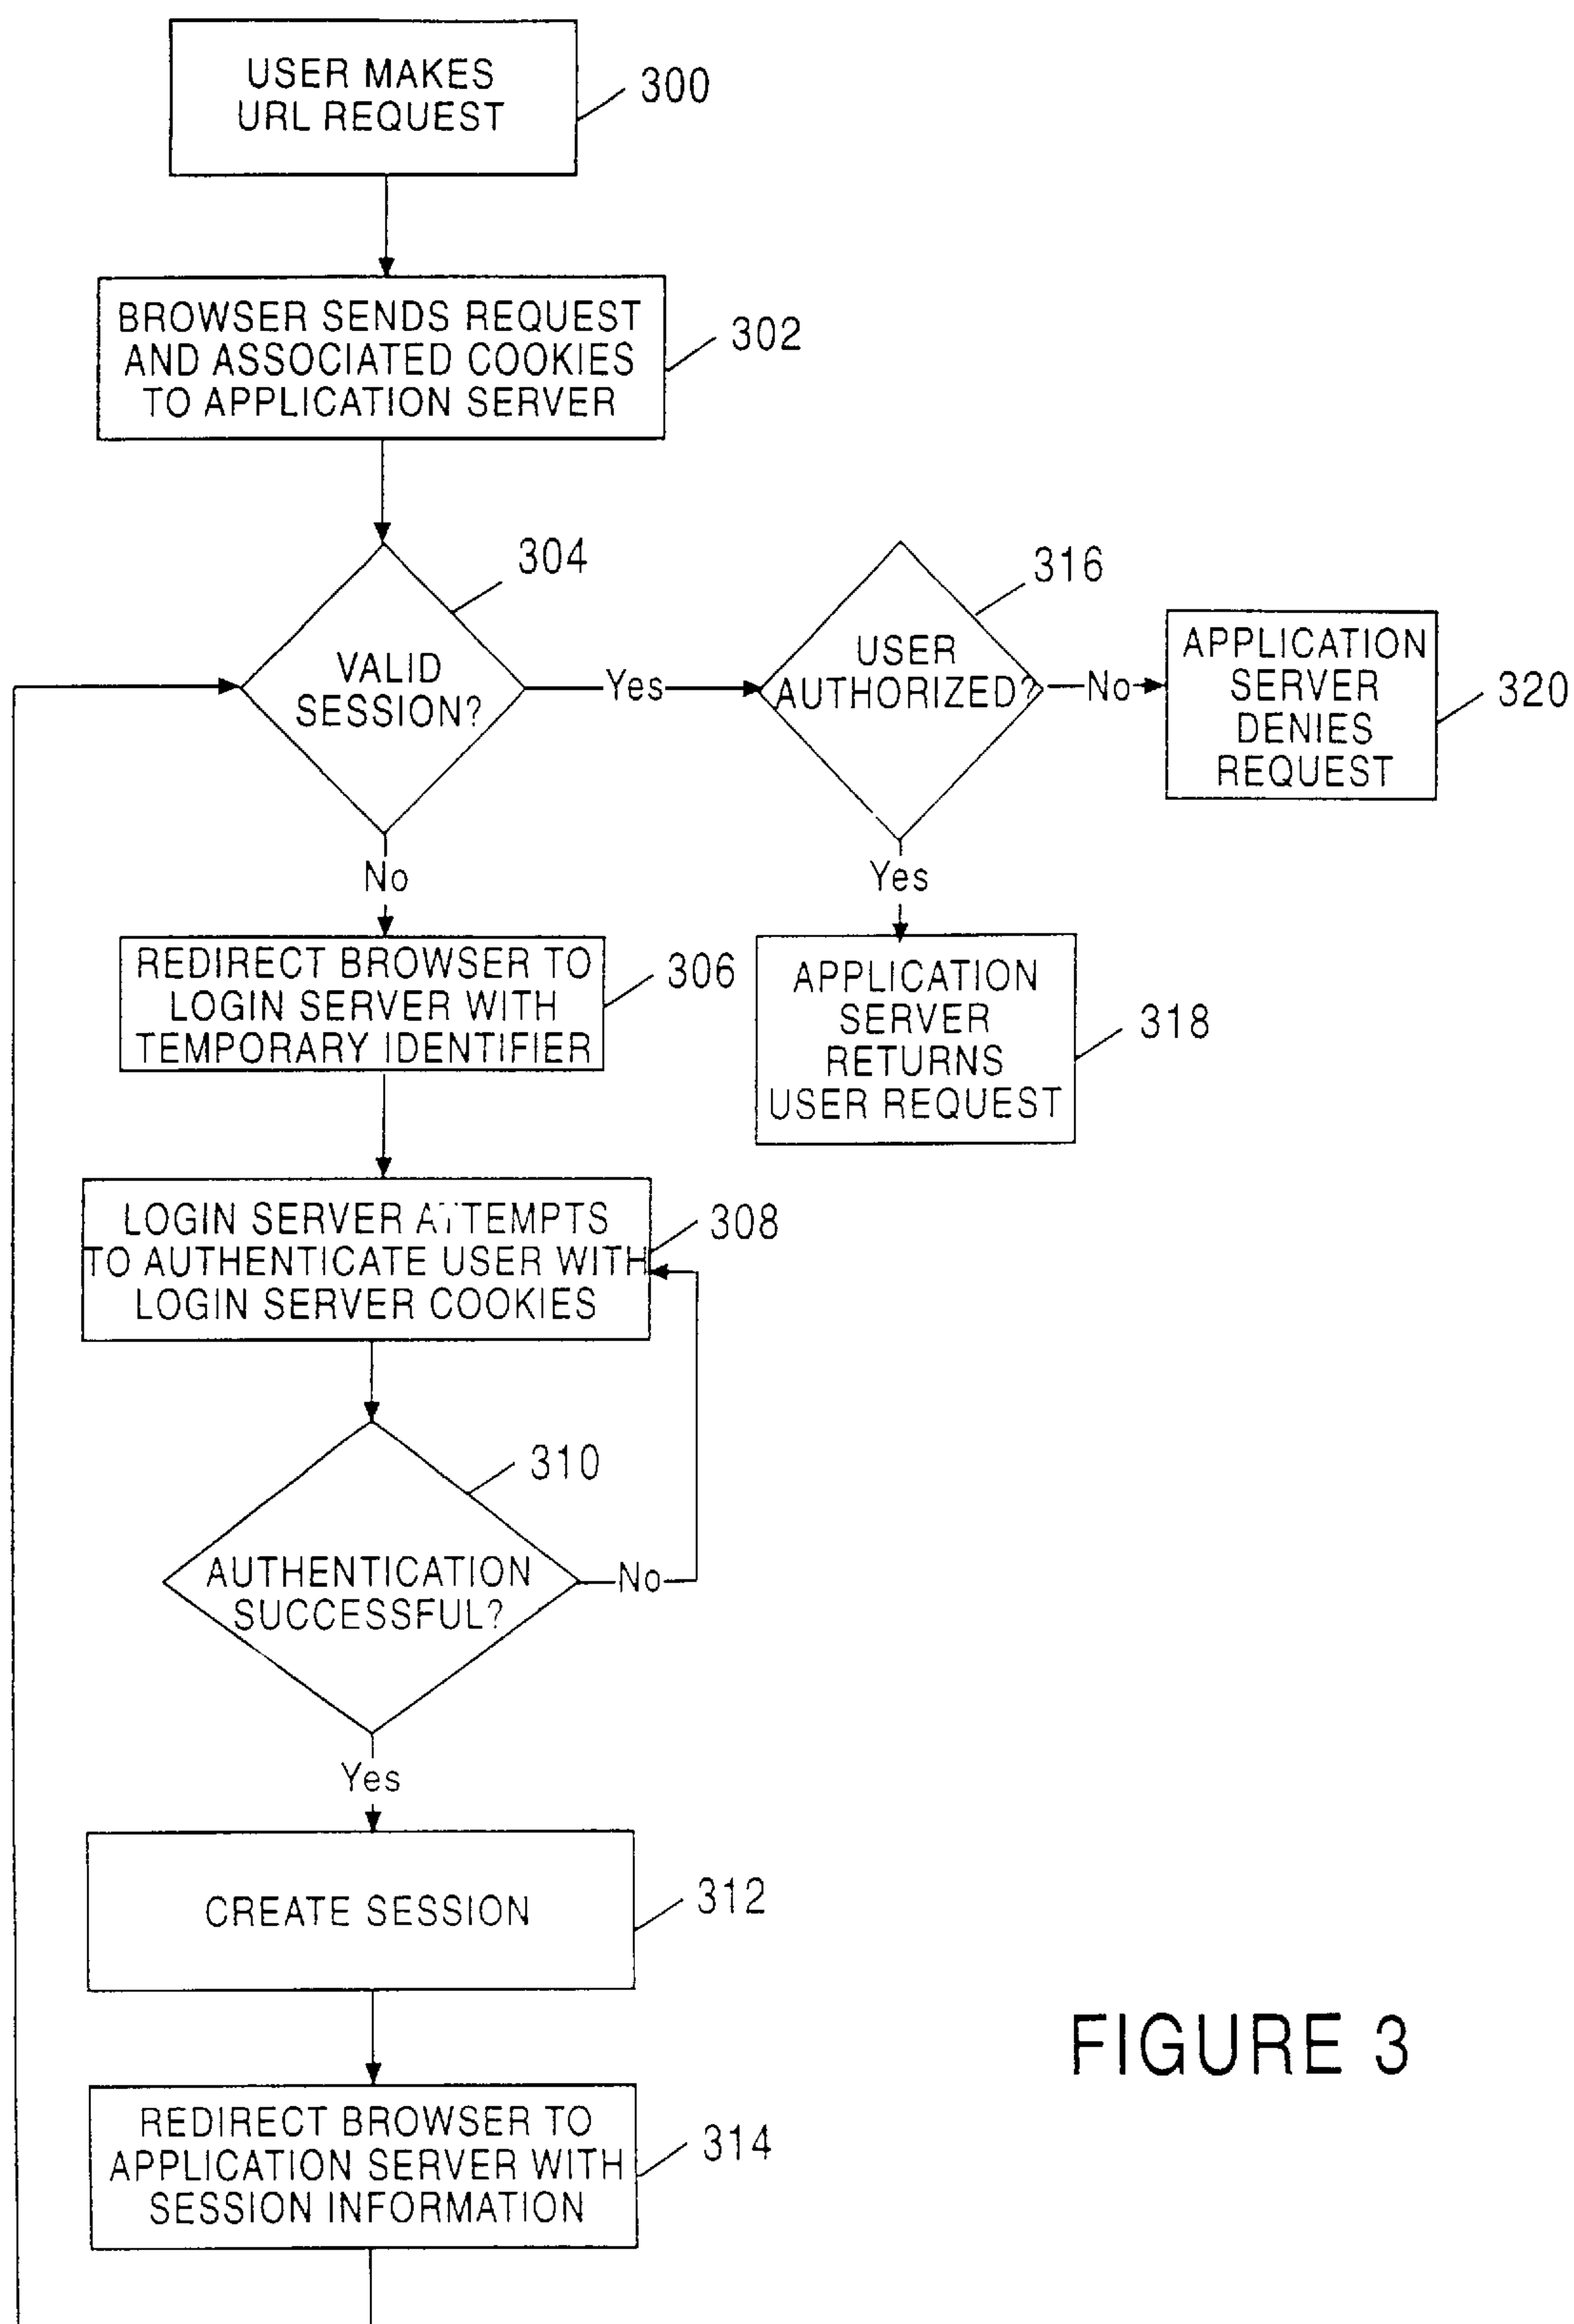 USER MAKES
URL REQUEST
300
BROWSER SENDS REQUEST
AND ASSOCIATED COOKIES
TO APPLICATION SERVER
302
304
VALID
SESSION?
Yes
316
USER
AUTHORIZED?
No
APPLICATION
SERVER
DENIES
REQUEST
320
No
Yes
REDIRECT BROWSER TO
LOGIN SERVER WITH
TEMPORARY IDENTIFIER
306
APPLICATION
SERVER
RETURNS
USER REQUEST
318
LOGIN SERVER ATTEMPTS
TO AUTHENTICATE USER WITH
LOGIN SERVER COOKIES
308
310
AUTHENTICATION
SUCCESSFUL?
No
Yes
CREATE SESSION
312
REDIRECT BROWSER TO
APPLICATION SERVER WITH
SESSION INFORMATION
314
FIGURE 3